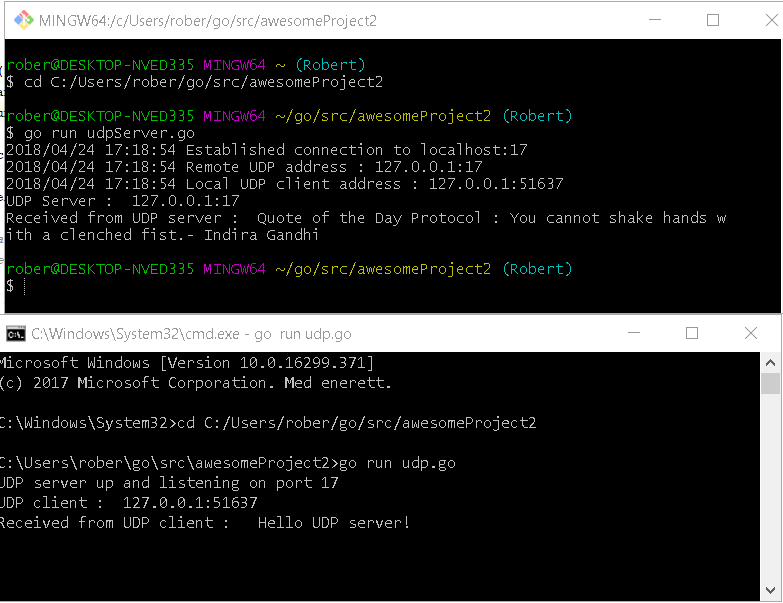 MINGW64:/c/Users/rober/go/src/awesomeProject2
rober@DESKTOP-NVED335 MINGW64 ~ (Robert)
$ cd C:/Users/rober/go/src/awesomeProject2
rober@DESKTOP-NVED335 MINGW64 ~/go/src/awesomeProject2 (Robert)
$ go run udpServer.go
2018/04/24 17:18:54 Established connection to localhost:17
2018/04/24 17:18:54 Remote UDP address : 127.0.0.1:17
2018/04/24 17:18:54 Local UDP client address : 127.0.0.1:51637
UDP Server :  127.0.0.1:17
Received from UDP server :  Quote of the Day Protocol : You cannot shake hands w
ith a clenched fist.- Indira Gandhi
rober@DESKTOP-NVED335 MINGW64 ~/go/src/awesomeProject2 (Robert)
$
C:\Windows\System32\cmd.exe - go  run udp.go
Microsoft Windows [Version 10.0.16299.371]
(c) 2017 Microsoft Corporation. Med enerett.
C:\Windows\System32>cd C:/Users/rober/go/src/awesomeProject2
C:\Users\rober\go\src\awesomeProject2>go run udp.go
UDP server up and listening on port 17
UDP client :  127.0.0.1:51637
Received from UDP client :   Hello UDP server!